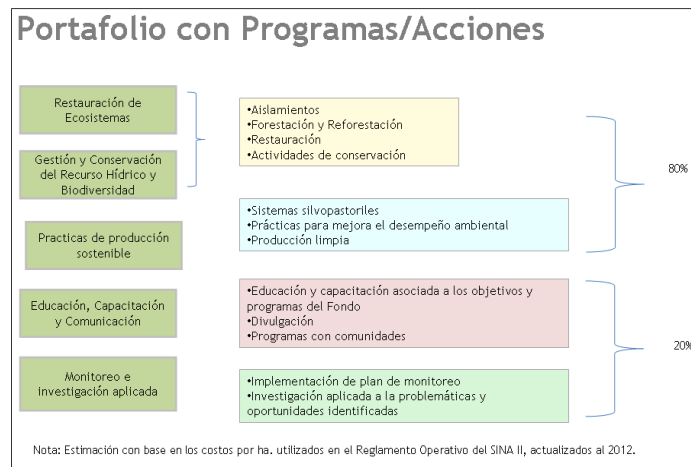 Portafolio con Programas/Acciones
Restauración de
Ecosistemas
Gestión y Conservación
del Recurso Hídrico y
Biodiversidad
•Aislamientos
•Forestación y Reforestación
•Restauración
•Actividades de conservación
80%
Practicas de producción
sostenible
•Sistemas silvopastoriles
•Prácticas para mejora el desempeño ambiental
•Producción limpia
Educación, Capacitación
y Comunicación
•Educación y capacitación asociada a los objetivos y
programas del Fondo
•Divulgación
•Programas con comunidades
20%
Monitoreo e
investigación aplicada
•Implementación de plan de monitoreo
•Investigación aplicada a la problemáticas y
oportunidades identificadas
Nota: Estimación con base en los costos por ha. utilizados en el Reglamento Operativo del SINA II, actualizados al 2012.